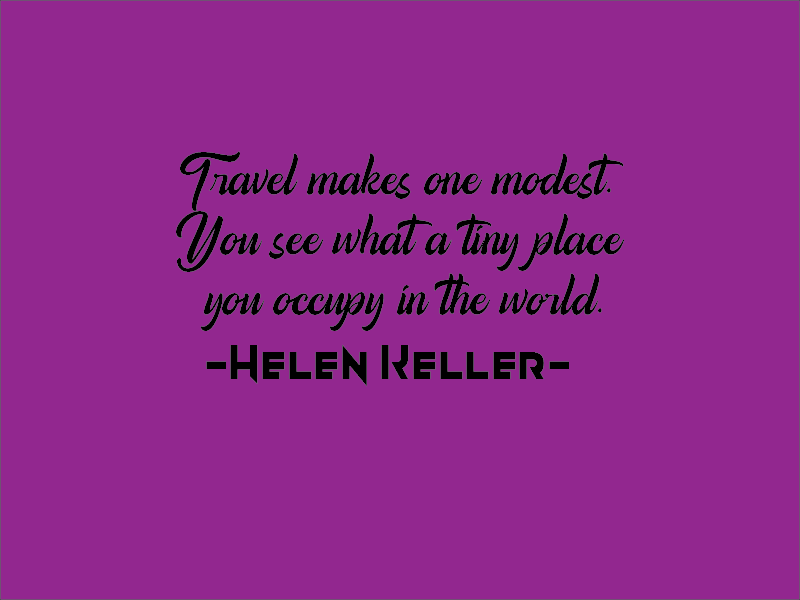 Travel makes one modest.
You see what a tiny place
you occupy in the world.
-Helen Keller-